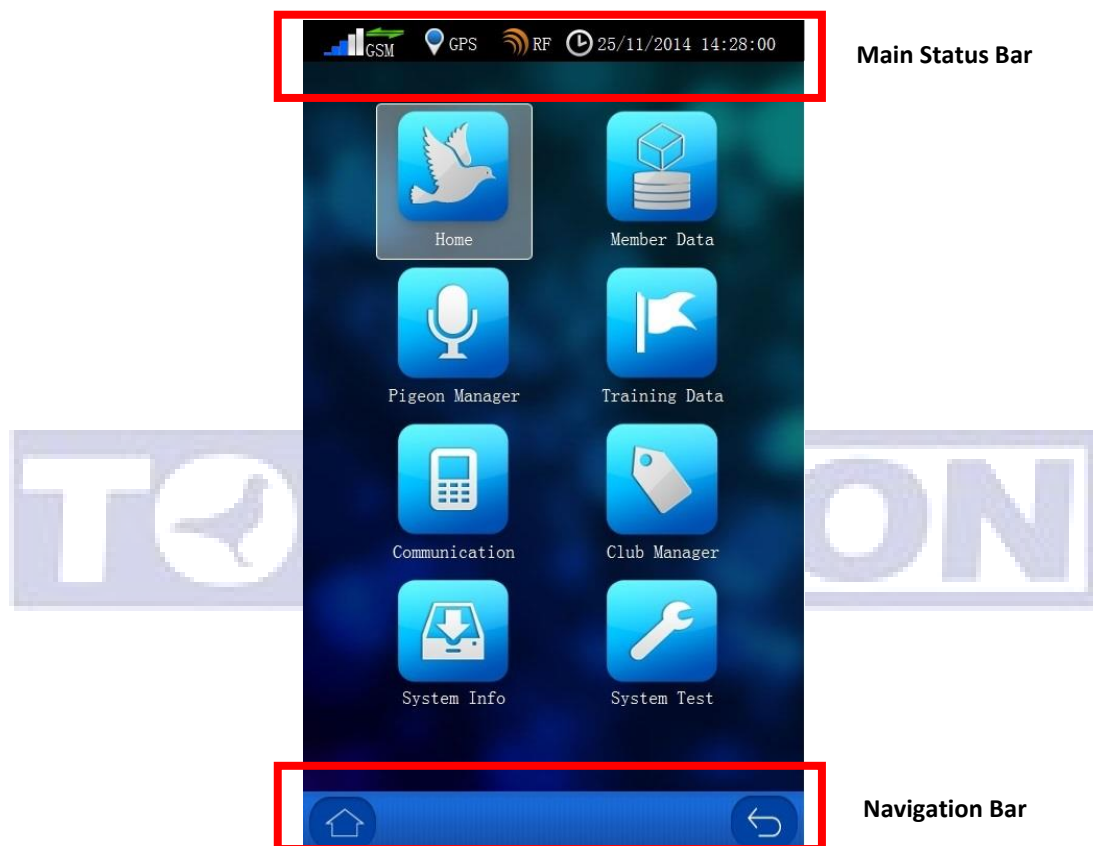 GSM GPS RF 25/11/2014 14:28:00
Main Status Bar
Home Member Data
Pigeon Manager Training Data
Communication Club Manager
System Info System Test
Navigation Bar